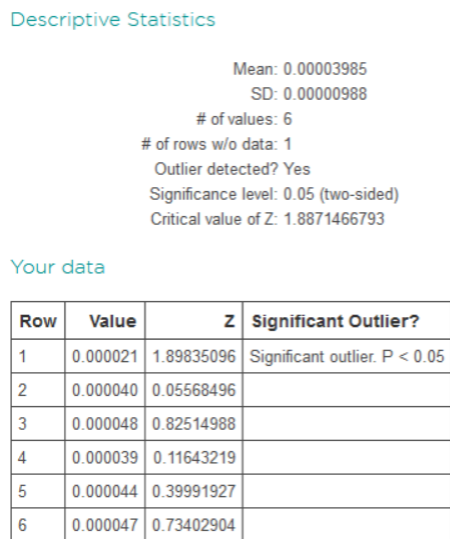 Descriptive Statistics
Mean: 0.00003985
SD: 0.00000988
# of values: 6
# of rows w/o data: 1
Outlier detected? Yes
Significance level: 0.05 (two-sided)
Critical value of Z: 1.8871466793
Your data
Row Value Z Significant Outlier?
1 0.000021 1.89835096 Significant outlier. P < 0.05
2 0.000040 0.05568496
3 0.000048 0.82514988
4 0.000039 0.11643219
5 0.000044 0.39991927
6 0.000047 0.73402904